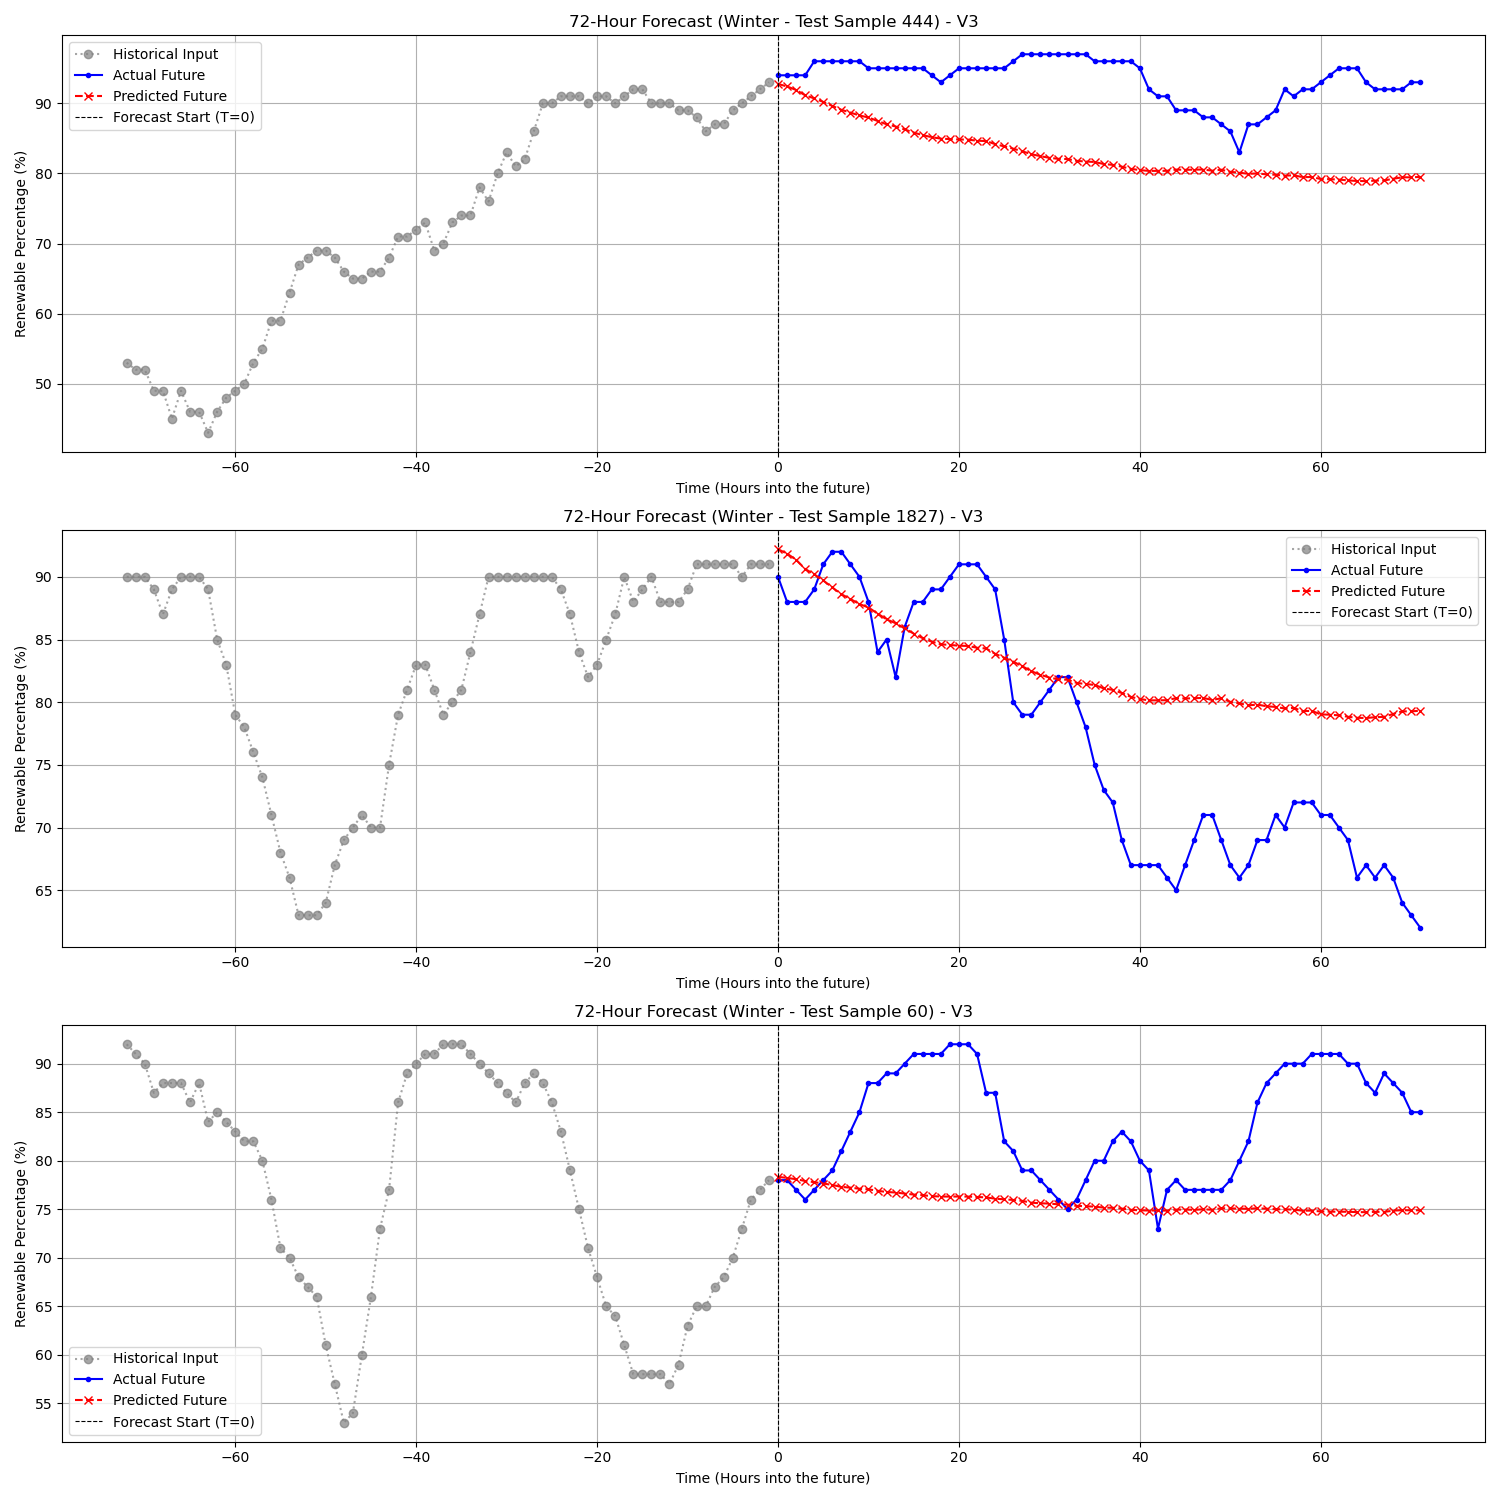 72-Hour Forecast (Winter - Test Sample 444) - V3
Historical Input
Actual Future
Predicted Future
Forecast Start (T=0)
Renewable Percentage (%)
90
80
70
60
50
−60
−40
−20
0
20
40
60
Time (Hours into the future)
72-Hour Forecast (Winter - Test Sample 1827) - V3
Historical Input
Actual Future
Predicted Future
Forecast Start (T=0)
Renewable Percentage (%)
90
85
80
75
70
65
−60
−40
−20
0
20
40
60
Time (Hours into the future)
72-Hour Forecast (Winter - Test Sample 60) - V3
Renewable Percentage (%)
90
85
80
75
70
65
60
55
Historical Input
Actual Future
Predicted Future
Forecast Start (T=0)
−60
−40
−20
0
20
40
60
Time (Hours into the future)